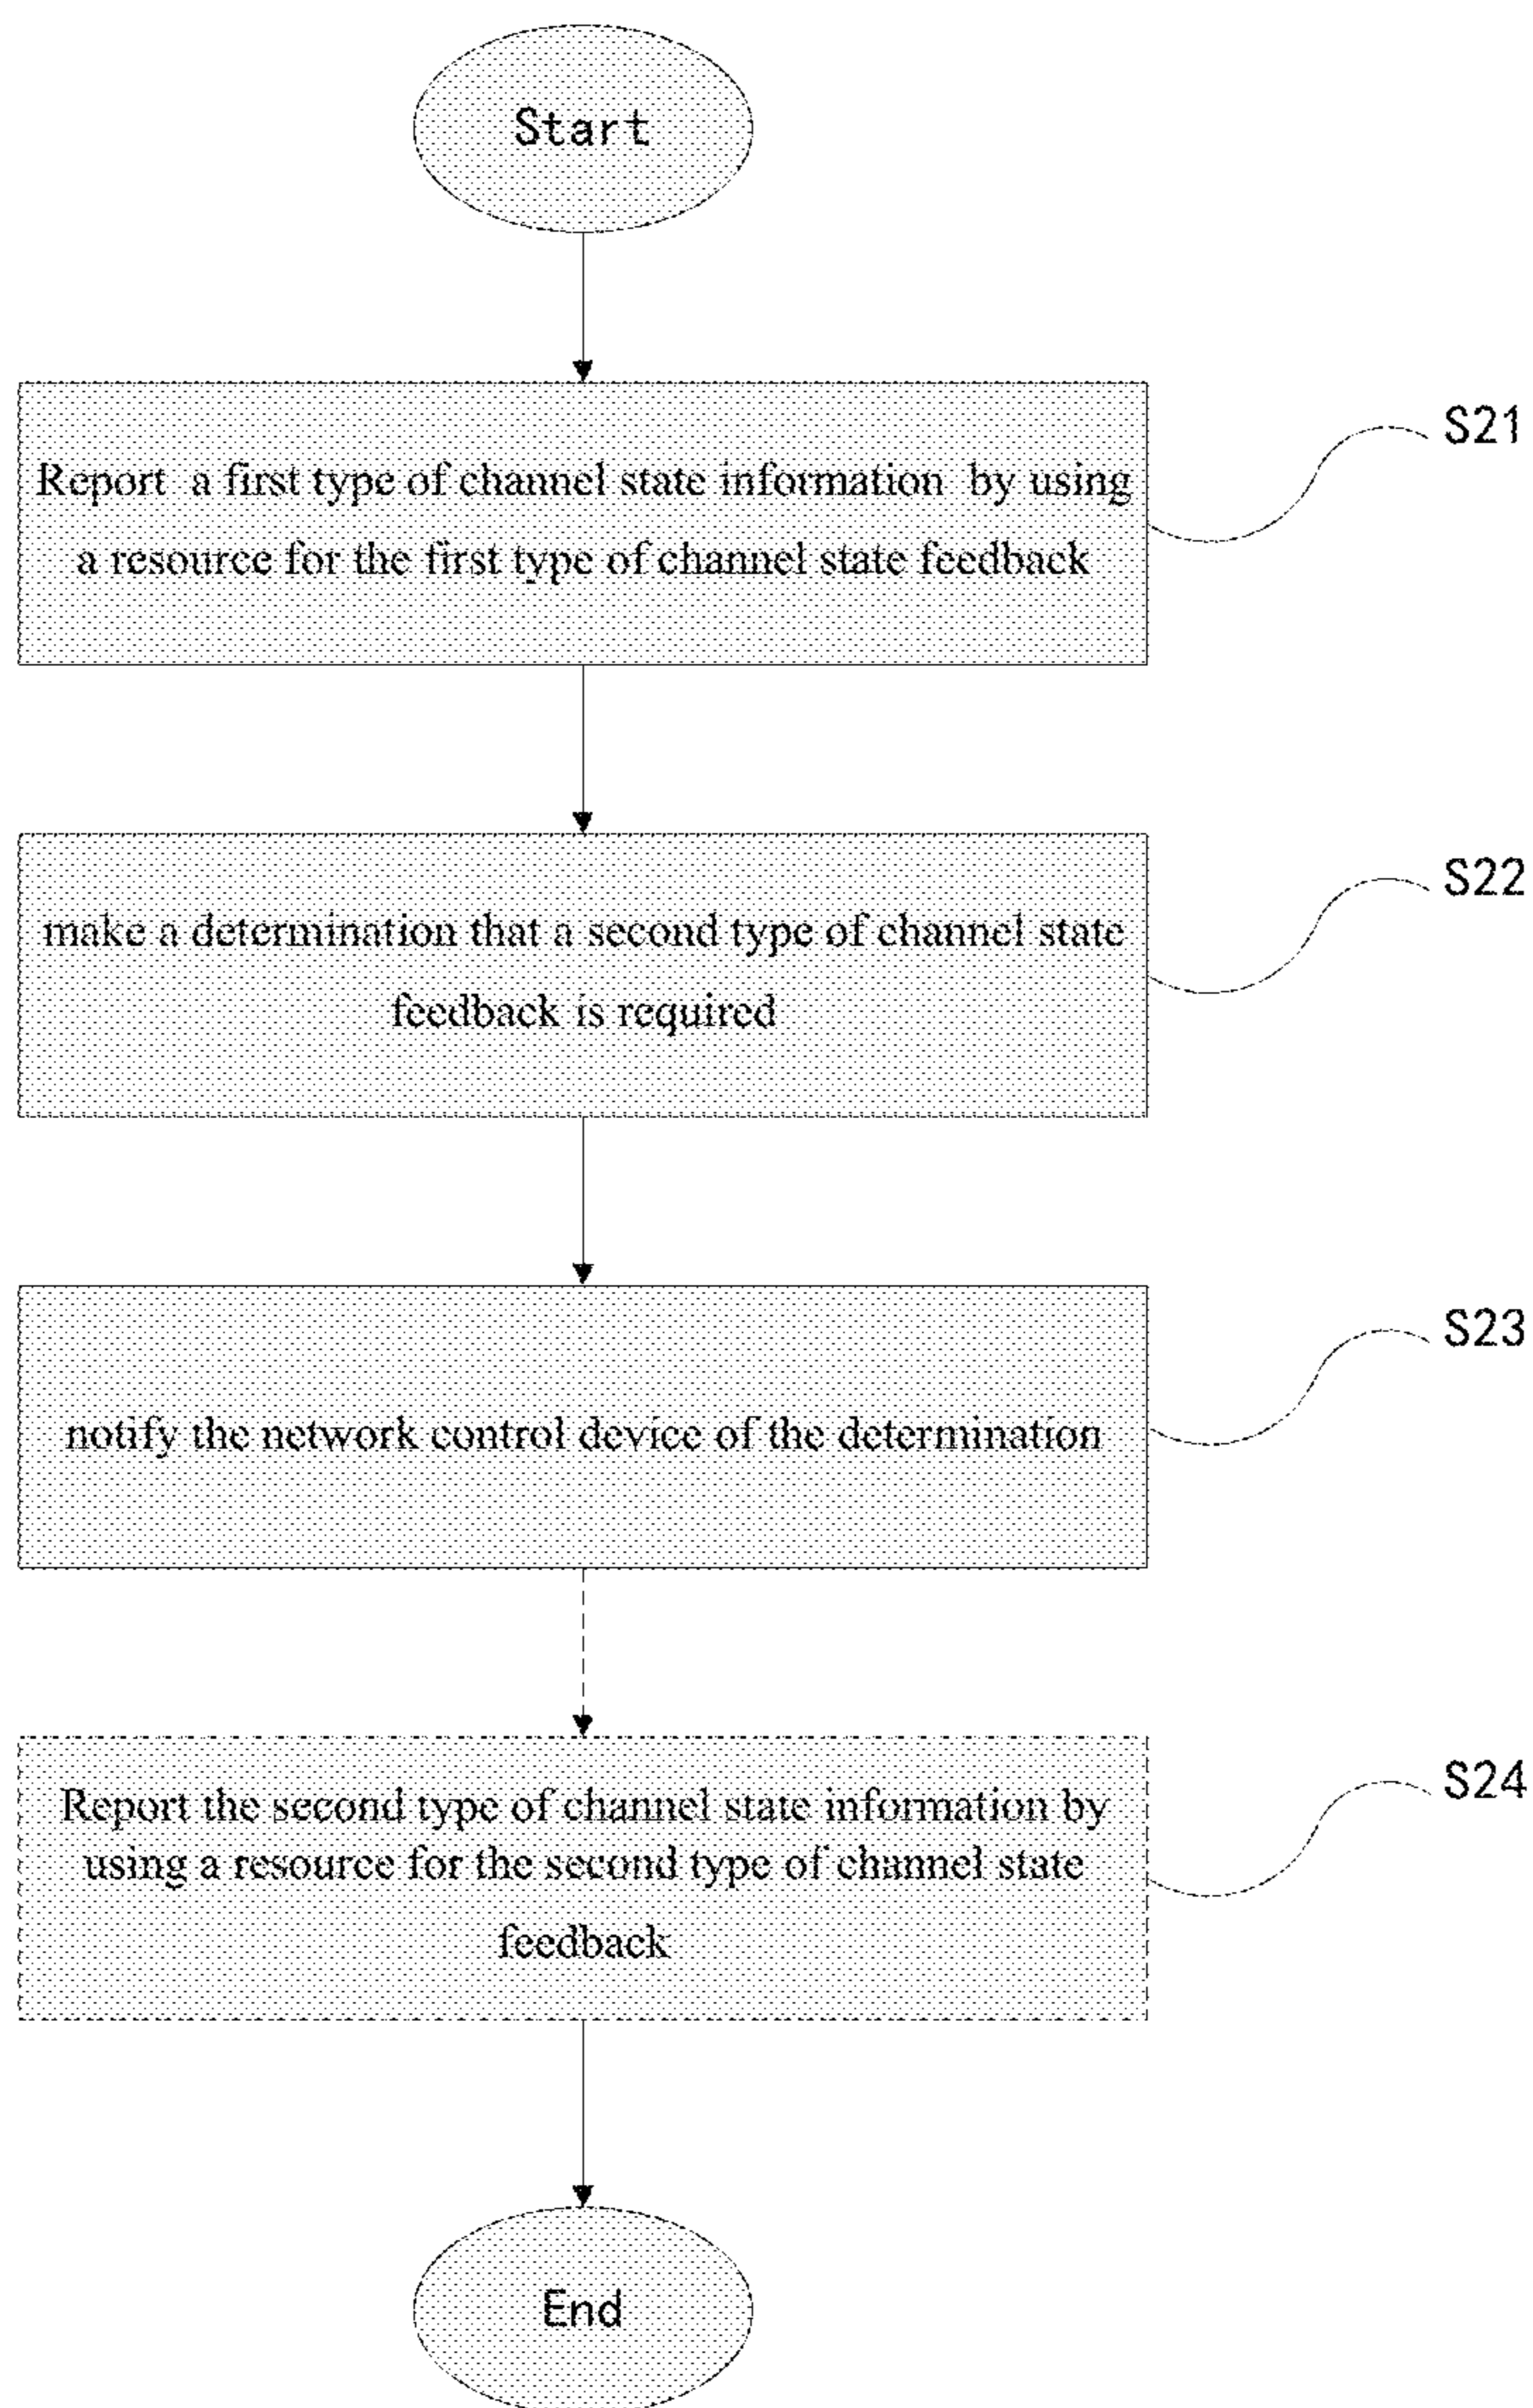 Start
Report a first type of channel state information by using
a resource for the first type of channel state feedback
S21
make a determination that a second type of channel state
feedback is required
S22
notify the network control device of the determination
S23
Report the second type of channel state information by
using a resource for the second type of channel state
feedback
S24
End